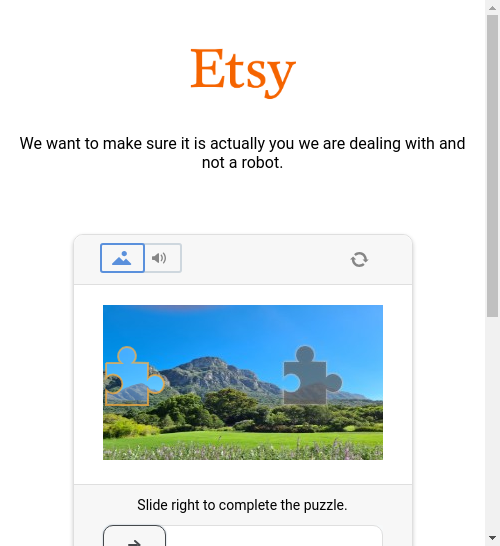 Etsy
We want to make sure it is actually you we are dealing with and
not a robot.
Slide right to complete the puzzle.